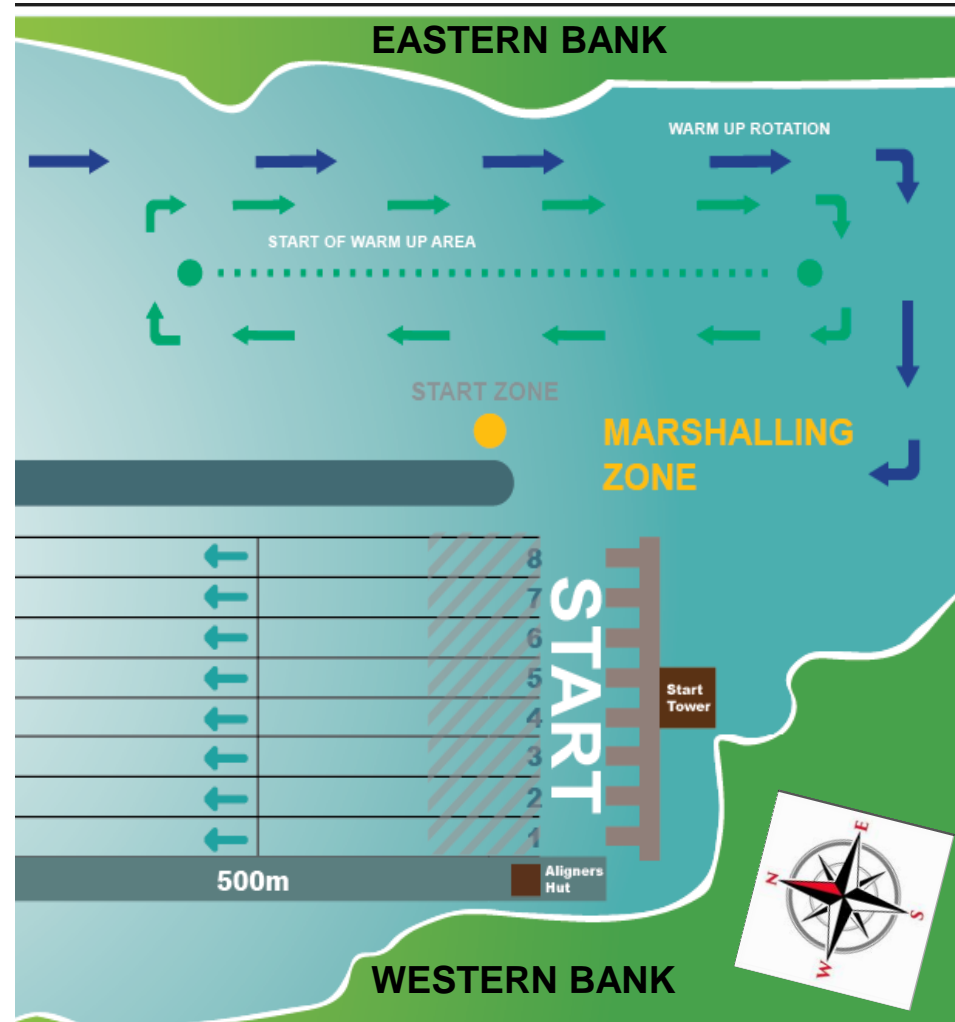 EASTERN BANK
WARM UP ROTATION
START OF WARM UP AREA
START ZONE
MARSHALLING
ZONE
8
7
6
5
4
3
2
1
START
Start
Tower
500m
Aligners
Hut
N
E
S
W
WESTERN BANK